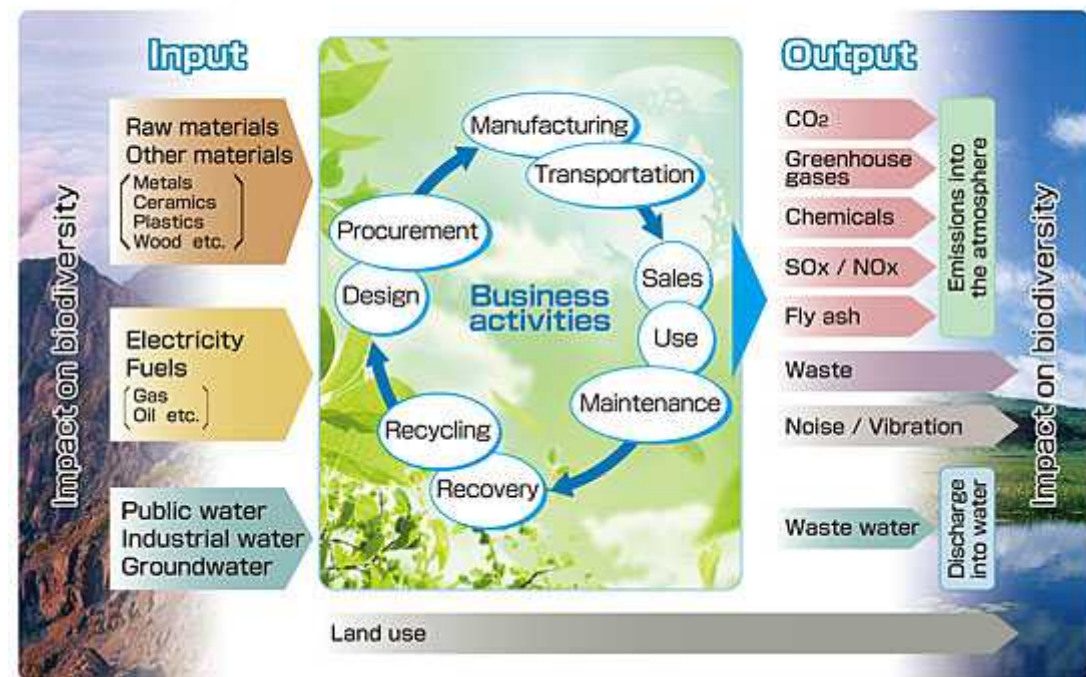 Input
Impact on biodiversity
Raw materials
Other materials
Metals
Ceramics
Plastics
Wood etc.
Electricity
Fuels
Gas
Oil etc.
Public water
Industrial water
Groundwater
Business
activities
Manufacturing
Transportation
Sales
Use
Maintenance
Recovery
Recycling
Design
Procurement
Land use
Output
CO2
Greenhouse
gases
Chemicals
SOx / NOx
Fly ash
Emissions into
the atmosphere
Waste
Noise / Vibration
Waste water
Discharge
into water
Impact on biodiversity